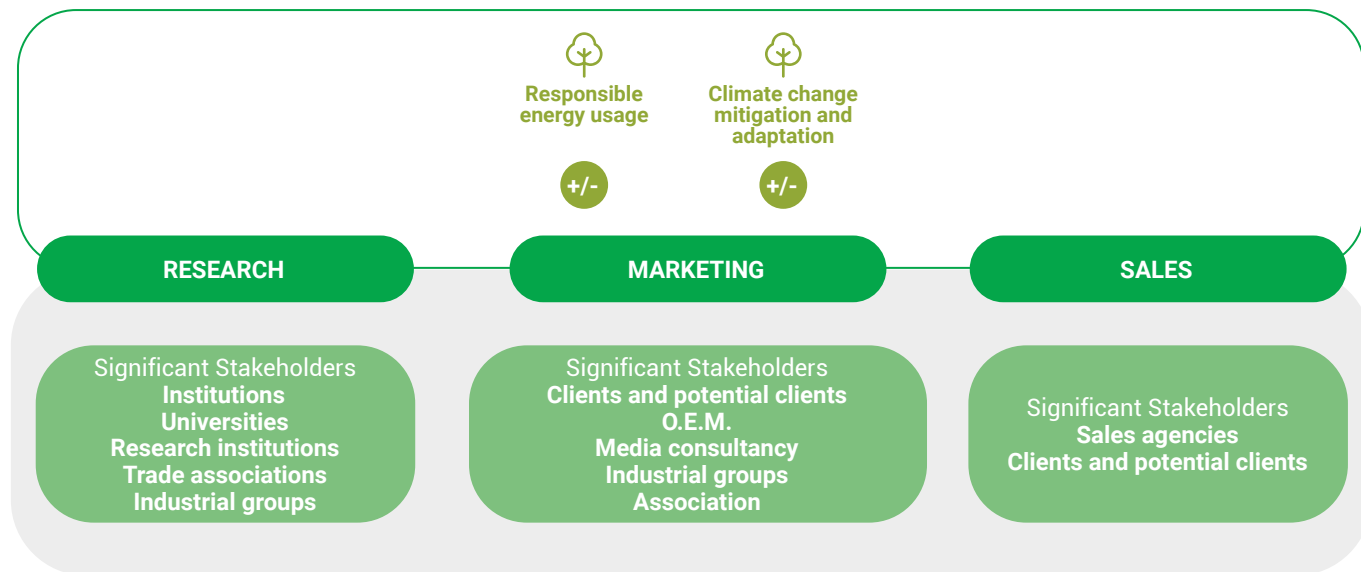 Responsible
energy usage
Climate change
mitigation and
adaptation
+/-
+/-
RESEARCH
MARKETING
SALES
Significant Stakeholders
Institutions
Universities
Research institutions
Trade associations
Industrial groups
Significant Stakeholders
Clients and potential clients
O.E.M.
Media consultancy
Industrial groups
Association
Significant Stakeholders
Sales agencies
Clients and potential clients